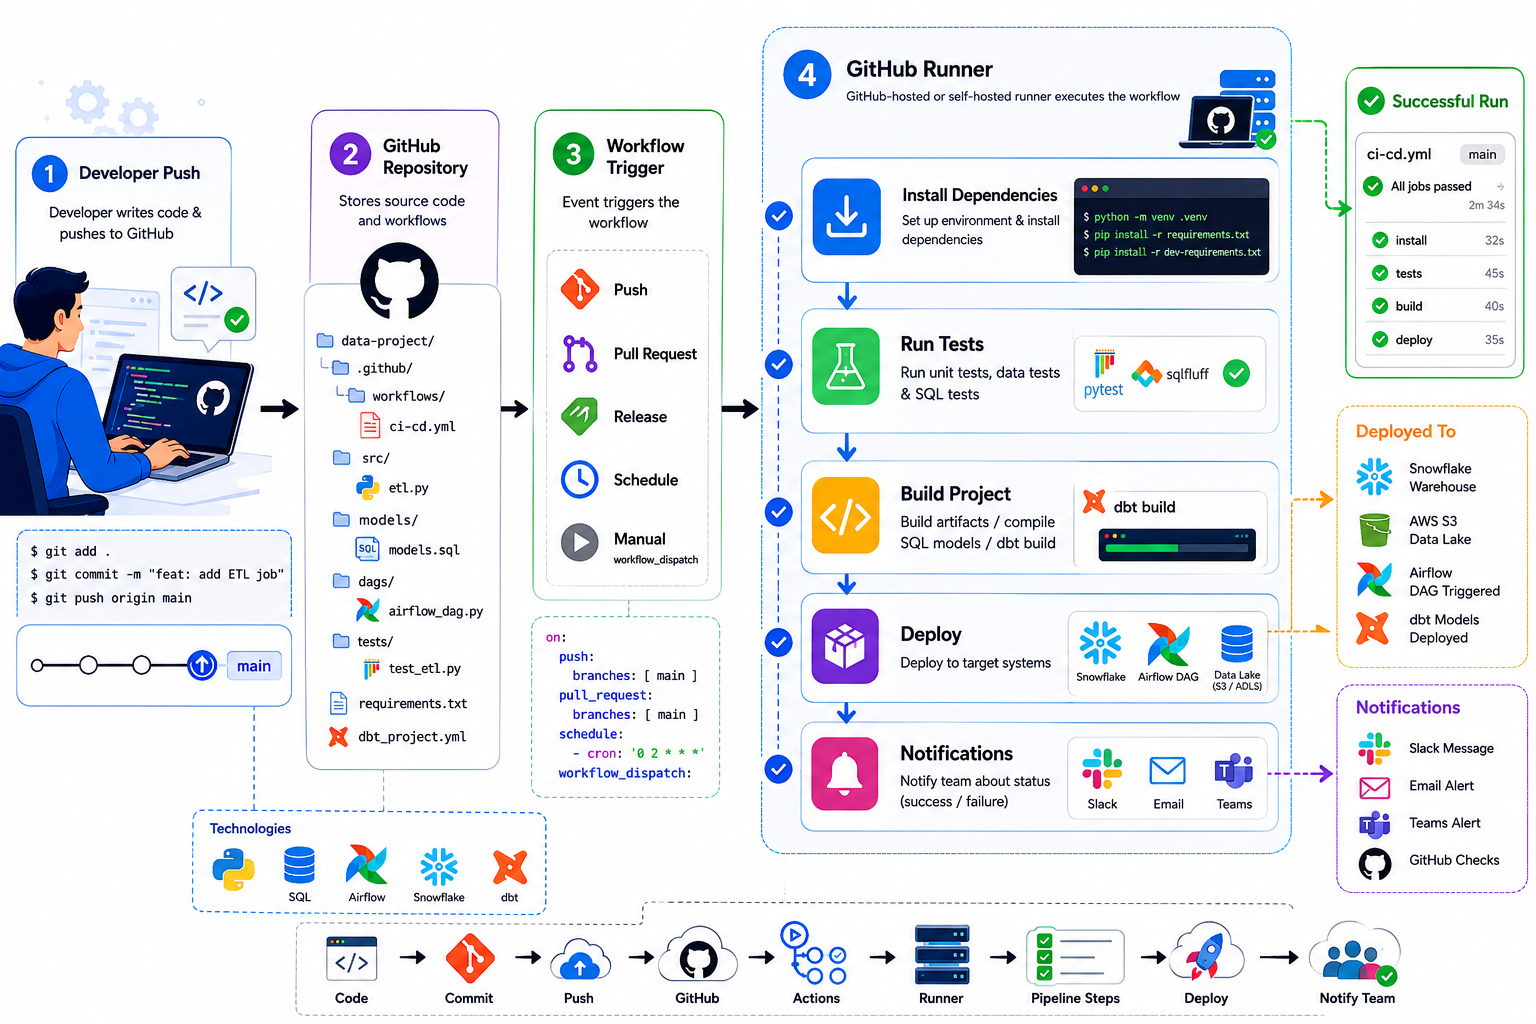 1
Developer Push
Developer writes code &
pushes to GitHub
</>
$ git add .
$ git commit -m "feat: add ETL job"
$ git push origin main
main
2
GitHub
Repository
Stores source code
and workflows
data-project/
.github/
workflows/
ci-cd.yml
src/
etl.py
models/
SQL
models.sql
dags/
airflow_dag.py
tests/
test_etl.py
requirements.txt
dbt_project.yml
3
Workflow
Trigger
Event triggers the
workflow
Push
Pull Request
Release
Schedule
Manual
workflow_dispatch
on:
push:
branches: [ main ]
pull_request:
branches: [ main ]
schedule:
- cron: '0 2 * * *'
workflow_dispatch:
Technologies
SQL
Airflow
Snowflake
dbt
4
GitHub Runner
GitHub-hosted or self-hosted runner executes the workflow
Install Dependencies
Set up environment & install
dependencies
$ python -m venv .venv
$ pip install -r requirements.txt
$ pip install -r dev-requirements.txt
Run Tests
Run unit tests, data tests
& SQL tests
pytest
sqlfluff
</>
Build Project
Build artifacts / compile
SQL models / dbt build
dbt build
Deploy
Deploy to target systems
Snowflake
Airflow DAG
Data Lake
(S3 / ADLS)
Notifications
Notify team about status
(success / failure)
Slack
Email
T
Teams
Successful Run
ci-cd.yml
main
All jobs passed
2m 34s
install 32s
tests 45s
build 40s
deploy 35s
Deployed To
Snowflake
Warehouse
AWS S3
Data Lake
Airflow
DAG Triggered
dbt Models
Deployed
Notifications
Slack Message
Email Alert
T
Teams Alert
GitHub Checks
</>
Code
Commit
Push
GitHub
Actions
Runner
Pipeline Steps
Deploy
Notify Team